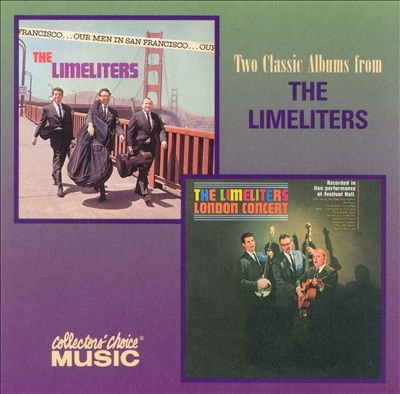 FRANCISCO... OUR MEN IN SAN FRANCISCO... OUR
THE
LIMELITERS
Two Classic Albums from
THE
LIMELITERS
THE LIMELITERS
LONDON CONCERT
Recorded in
live performance
at Festival Hall.
Collectors' Choice®
MUSIC